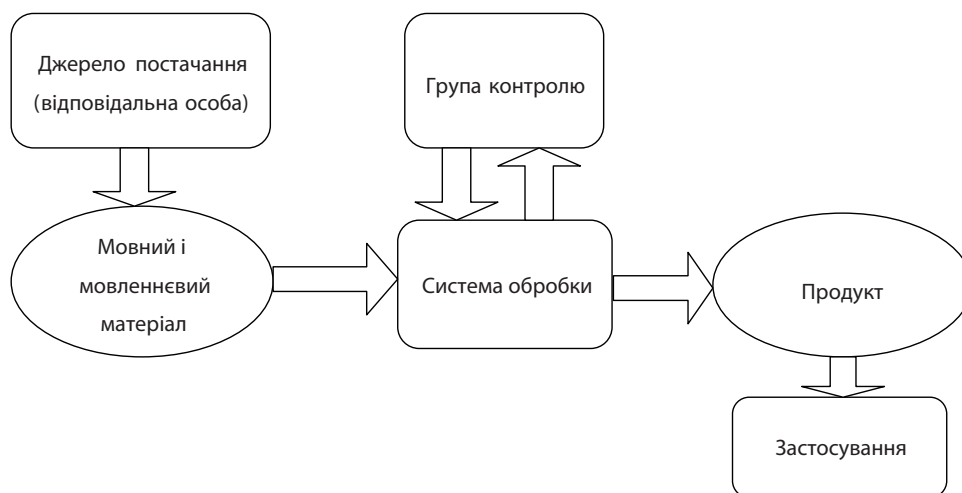 Джерело постачання
(відповідальна особа)
Група контролю
Мовний і
мовленнєвий
матеріал
Система обробки
Продукт
Застосування